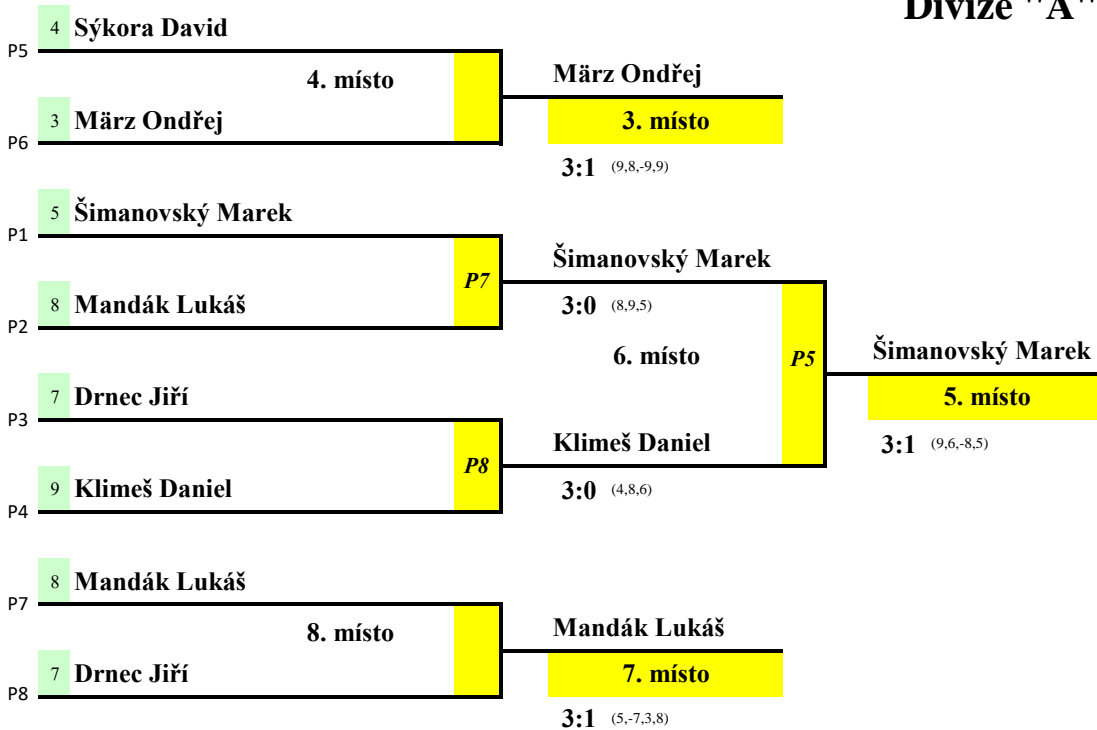 Divize "A"
4 Sýkora David
P5
4. místo
März Ondřej
3 März Ondřej
3. místo
P6
3:1 (9,8,-9,9)
5 Šimanovský Marek
P1
P7
Šimanovský Marek
8 Mandák Lukáš
3:0 (8,9,5)
P2
6. místo
P5
Šimanovský Marek
7 Drnec Jiří
5. místo
P3
Klimeš Daniel
3:1 (9,6,-8,5)
P8
9 Klimeš Daniel
3:0 (4,8,6)
P4
8 Mandák Lukáš
P7
8. místo
Mandák Lukáš
7 Drnec Jiří
7. místo
P8
3:1 (5,-7,3,8)